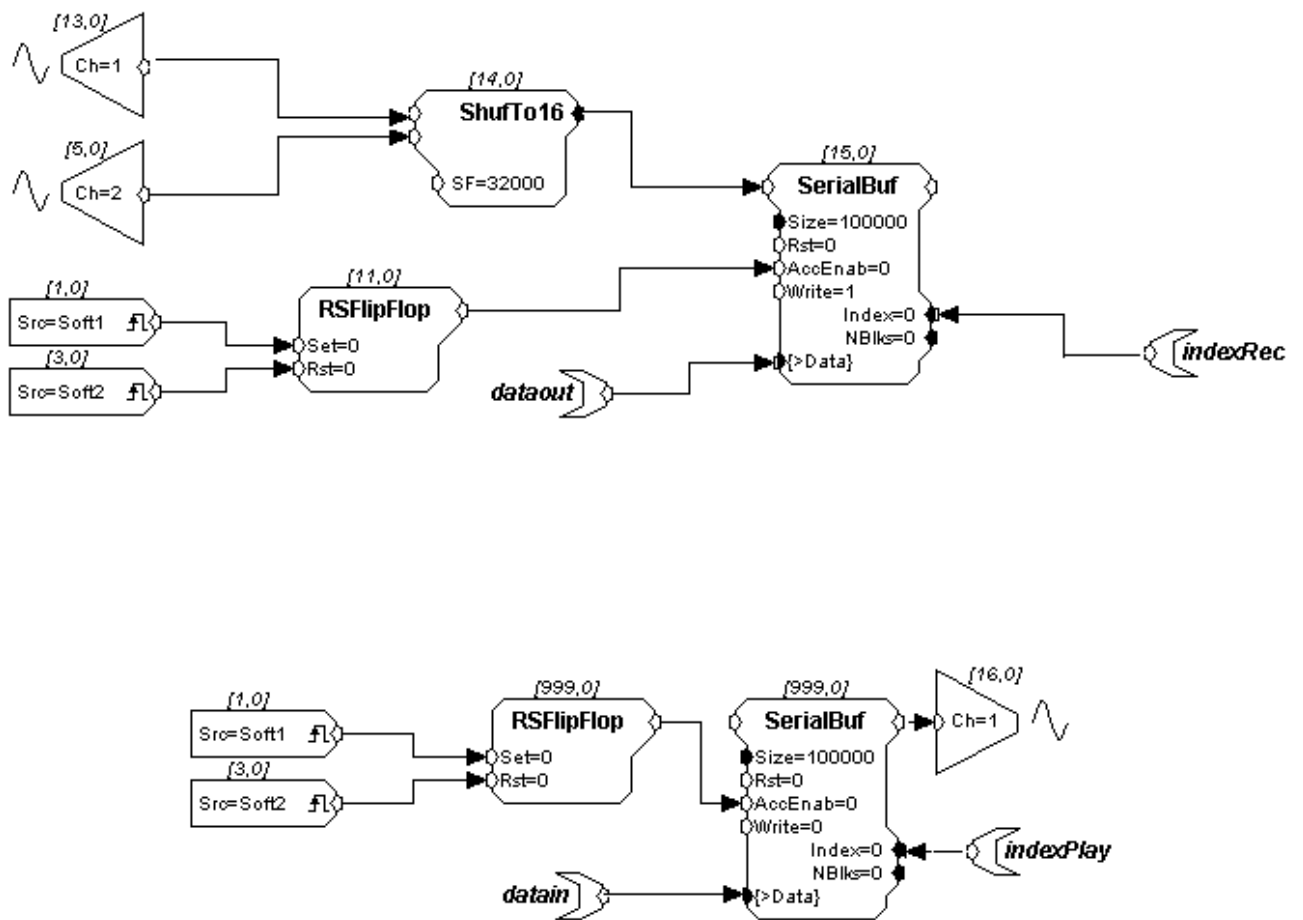 [13,0]
Ch=1
[14,0]
ShufTo16
SF=32000
[5,0]
Ch=2
[15,0]
SerialBuf
Size=100000
Rst=0
AccEnab=0
Write=1
Index=0
NBlks=0
{>Data}
[1,0]
Src=Soft1
[3,0]
Src=Soft2
[11,0]
RSFlipFlop
Set=0
Rst=0
dataout
indexRec
[1,0]
Src=Soft1
[3,0]
Src=Soft2
[999,0]
RSFlipFlop
Set=0
Rst=0
[999,0]
SerialBuf
Size=100000
Rst=0
AccEnab=0
Write=0
Index=0
NBlks=0
{>Data}
[16,0]
Ch=1
indexPlay
datain